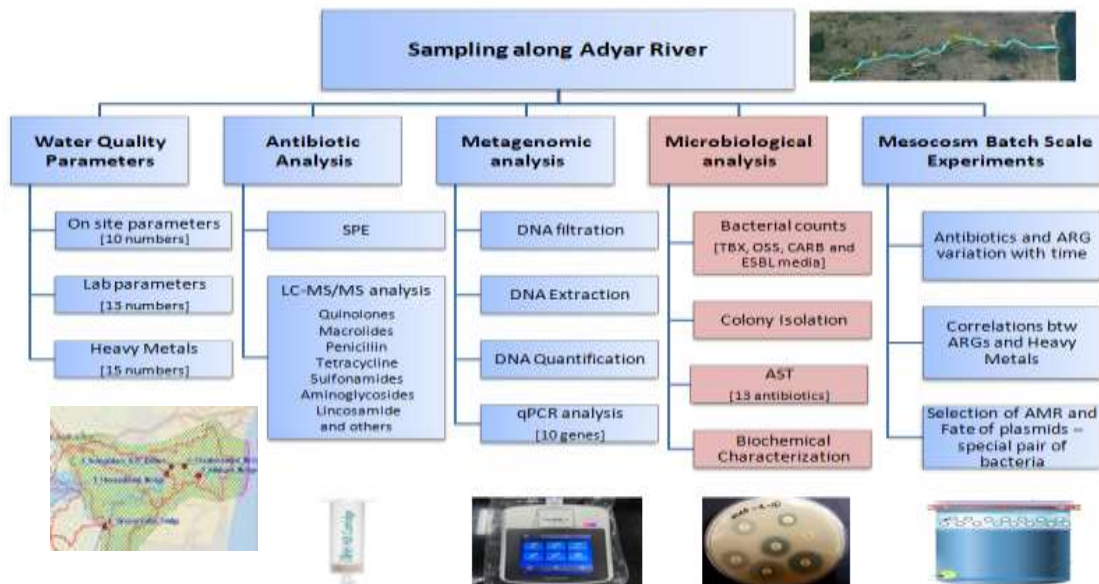 Sampling along Adyar River
Water Quality
Parameters
On site parameters
[10 numbers]
Lab parameters
[13 numbers]
Heavy Metals
[15 numbers]
Antibiotic
Analysis
SPE
LC-MS/MS analysis
Quinolones
Macrolides
Penicillin
Tetracycline
Sulfonamides
Aminoglycosides
Lincosamide
and others
Metagenomic
analysis
DNA filtration
DNA Extraction
DNA Quantification
qPCR analysis
[10 genes]
Microbiological
analysis
Bacterial counts
[TBX, OSS, CARB and
ESBL media]
Colony Isolation
AST
[13 antibiotics]
Biochemical
Characterization
Mesocosm Batch Scale
Experiments
Antibiotics and ARG
variation with time
Correlations btw
ARGs and Heavy
Metals
Selection of AMR and
Fate of plasmids –
special pair of
bacteria